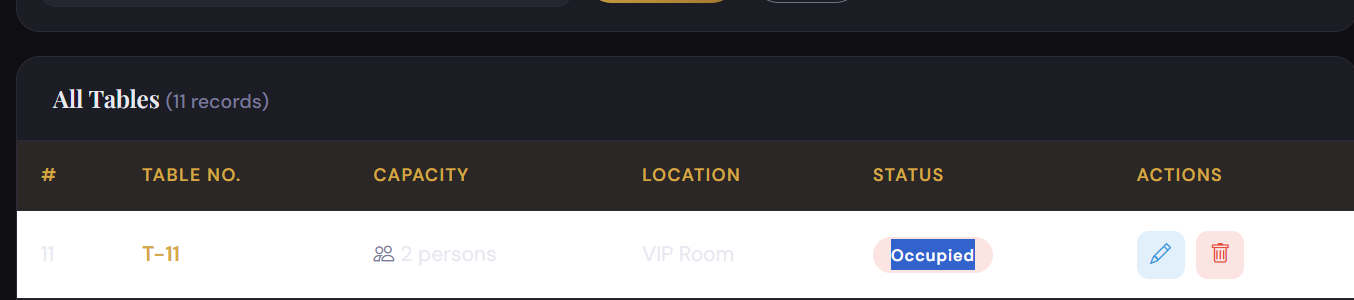 All Tables (11 records)
# TABLE NO. CAPACITY LOCATION STATUS ACTIONS
11 T-11 2 persons VIP Room Occupied